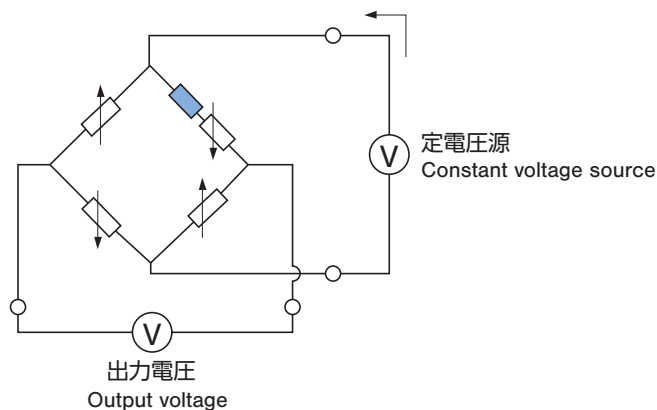 V
定電圧源
Constant voltage source
V
出力電圧
Output voltage